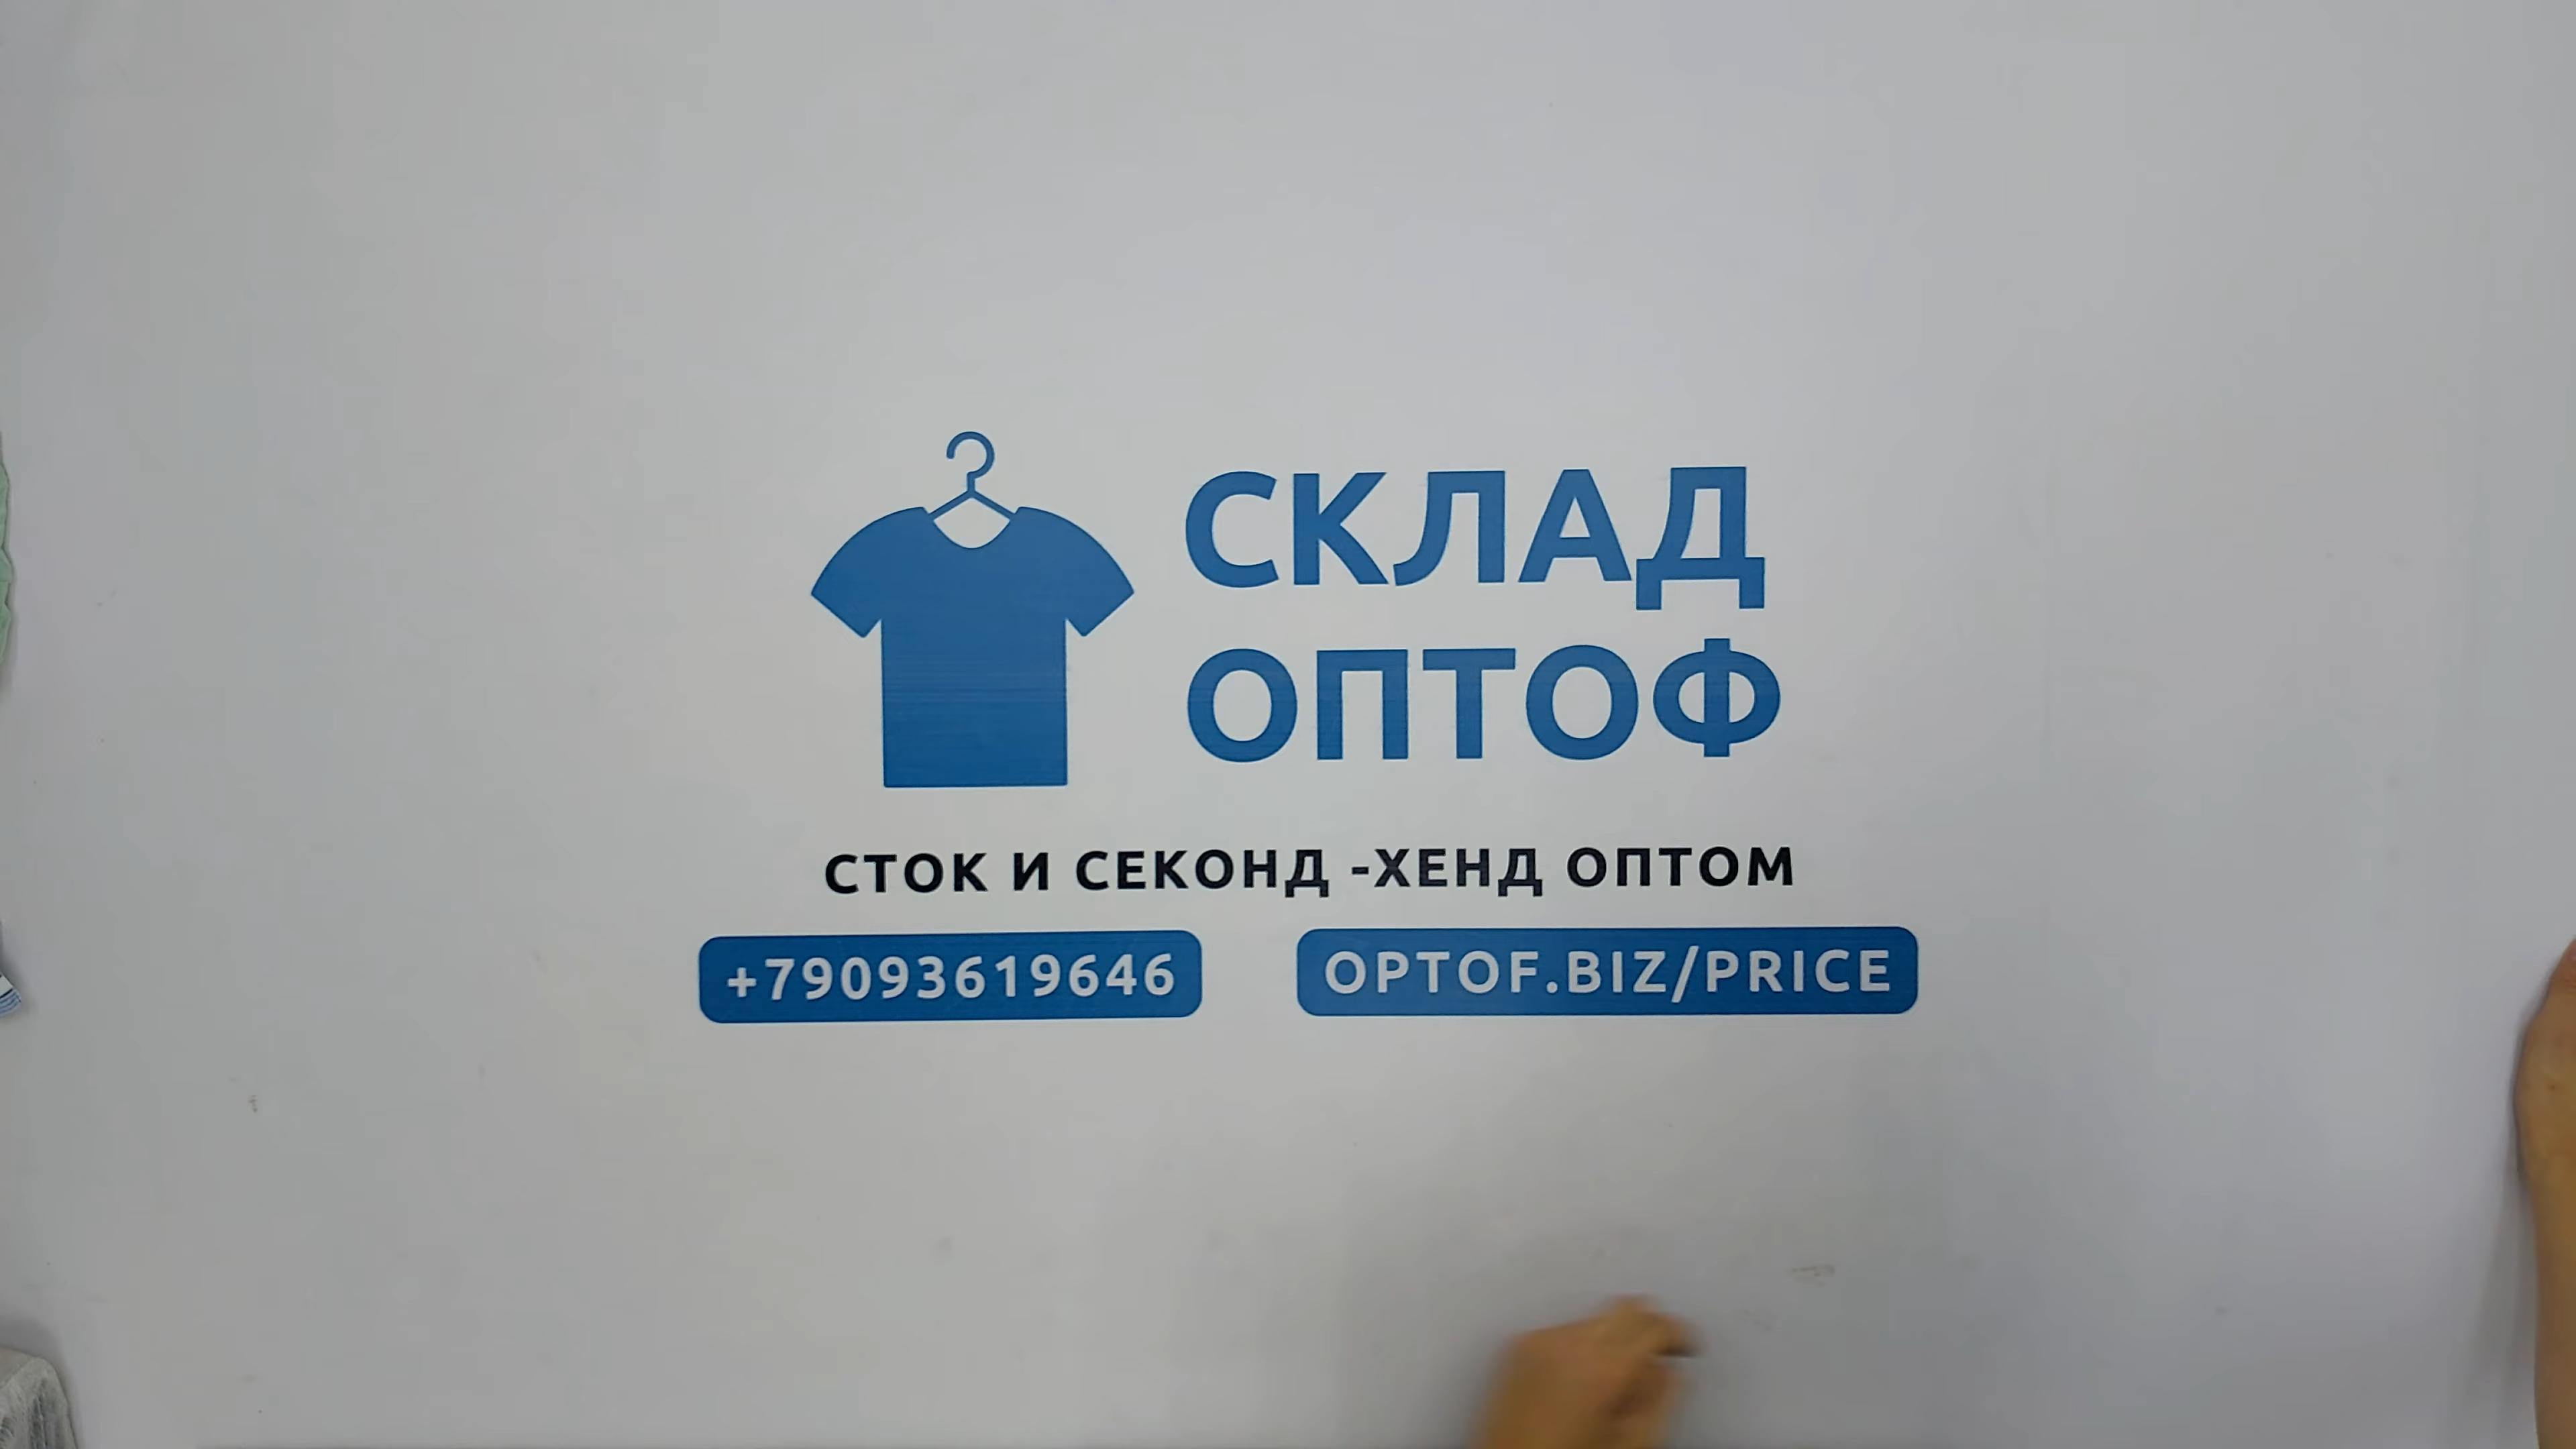 СКЛАД
ОПТОФ
СТОК И СЕКОНД -ХЕНД ОПТОМ
+79093619646
OPTOF.BIZ/PRICE